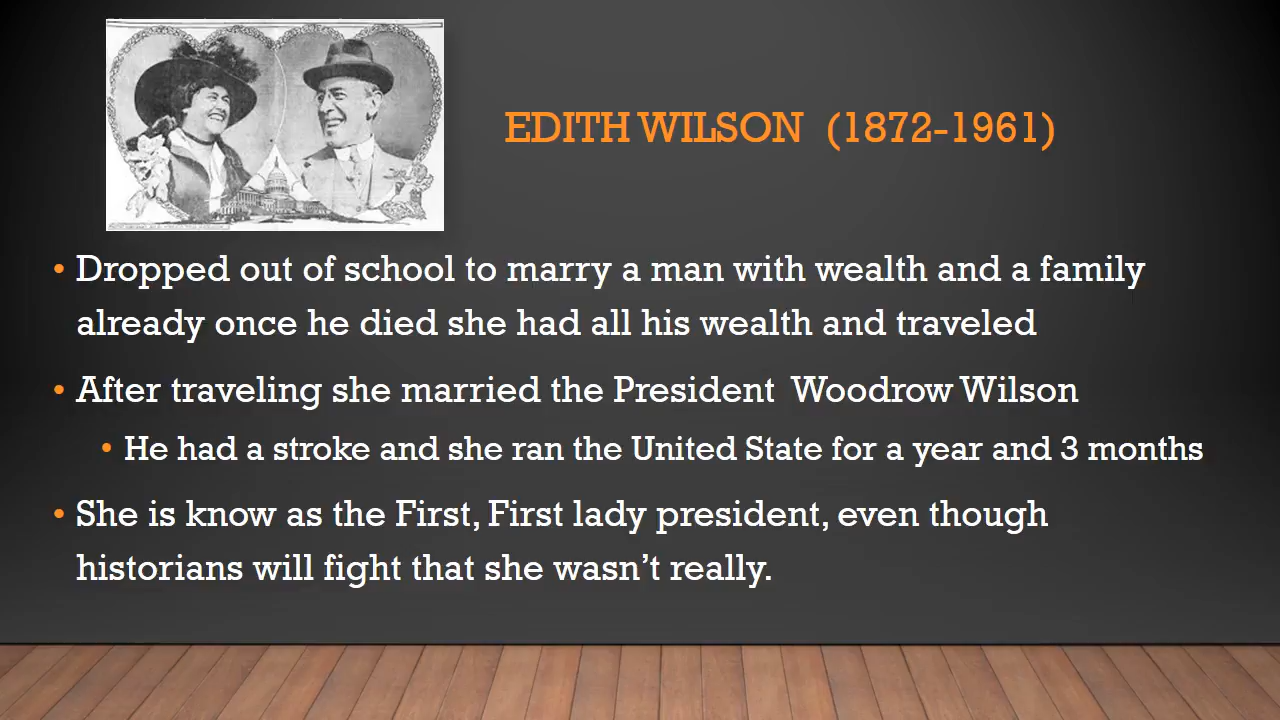 EDITH WILSON (1872-1961)
Dropped out of school to marry a man with wealth and a family
already once he died she had all his wealth and traveled
After traveling she married the President Woodrow Wilson
He had a stroke and she ran the United State for a year and 3 months
She is know as the First, First lady president, even though
historians will fight that she wasn't really.